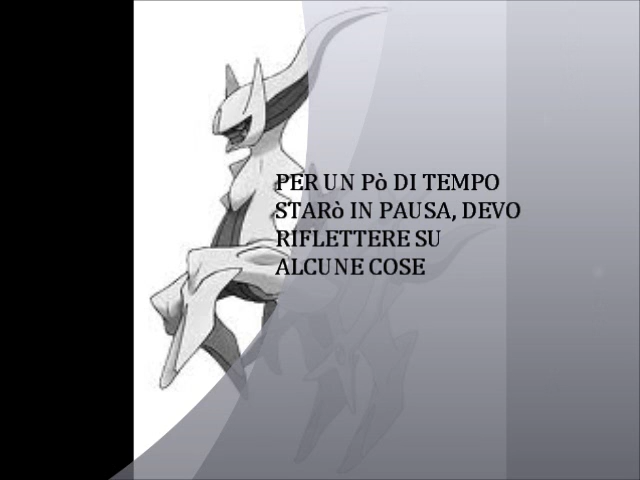 PER UN Pò DI TEMPO
STARò IN PAUSA, DEVO
RIFLETTERE SU
ALCUNE COSE